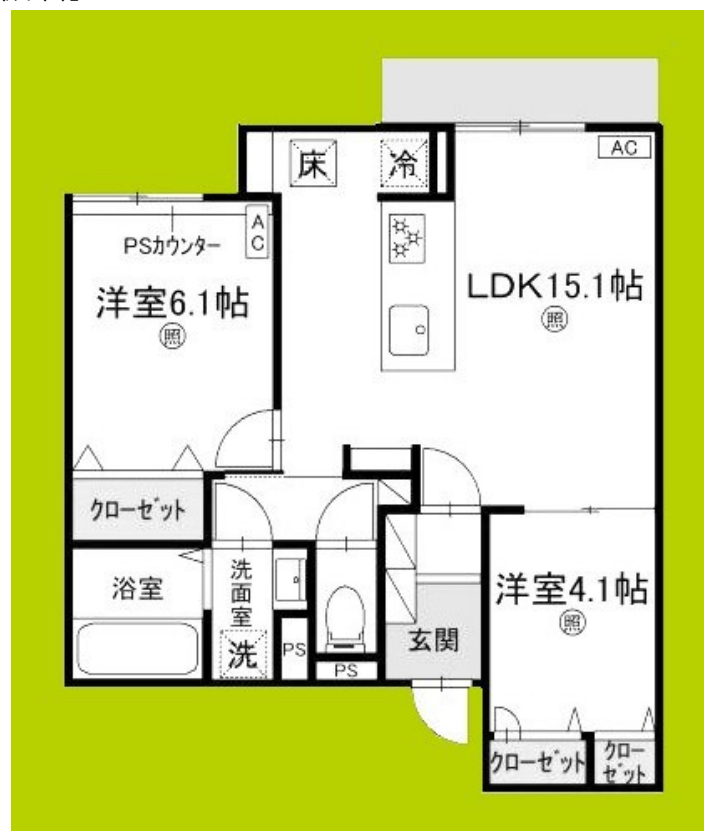 床
冷
AC
AC
PSカウンター
洋室6.1帖
照
LDK15.1帖
照
クローゼット
浴室
洗面室
洗
PS
PS
玄関
洋室4.1帖
照
クローゼット
クロー
ゼット